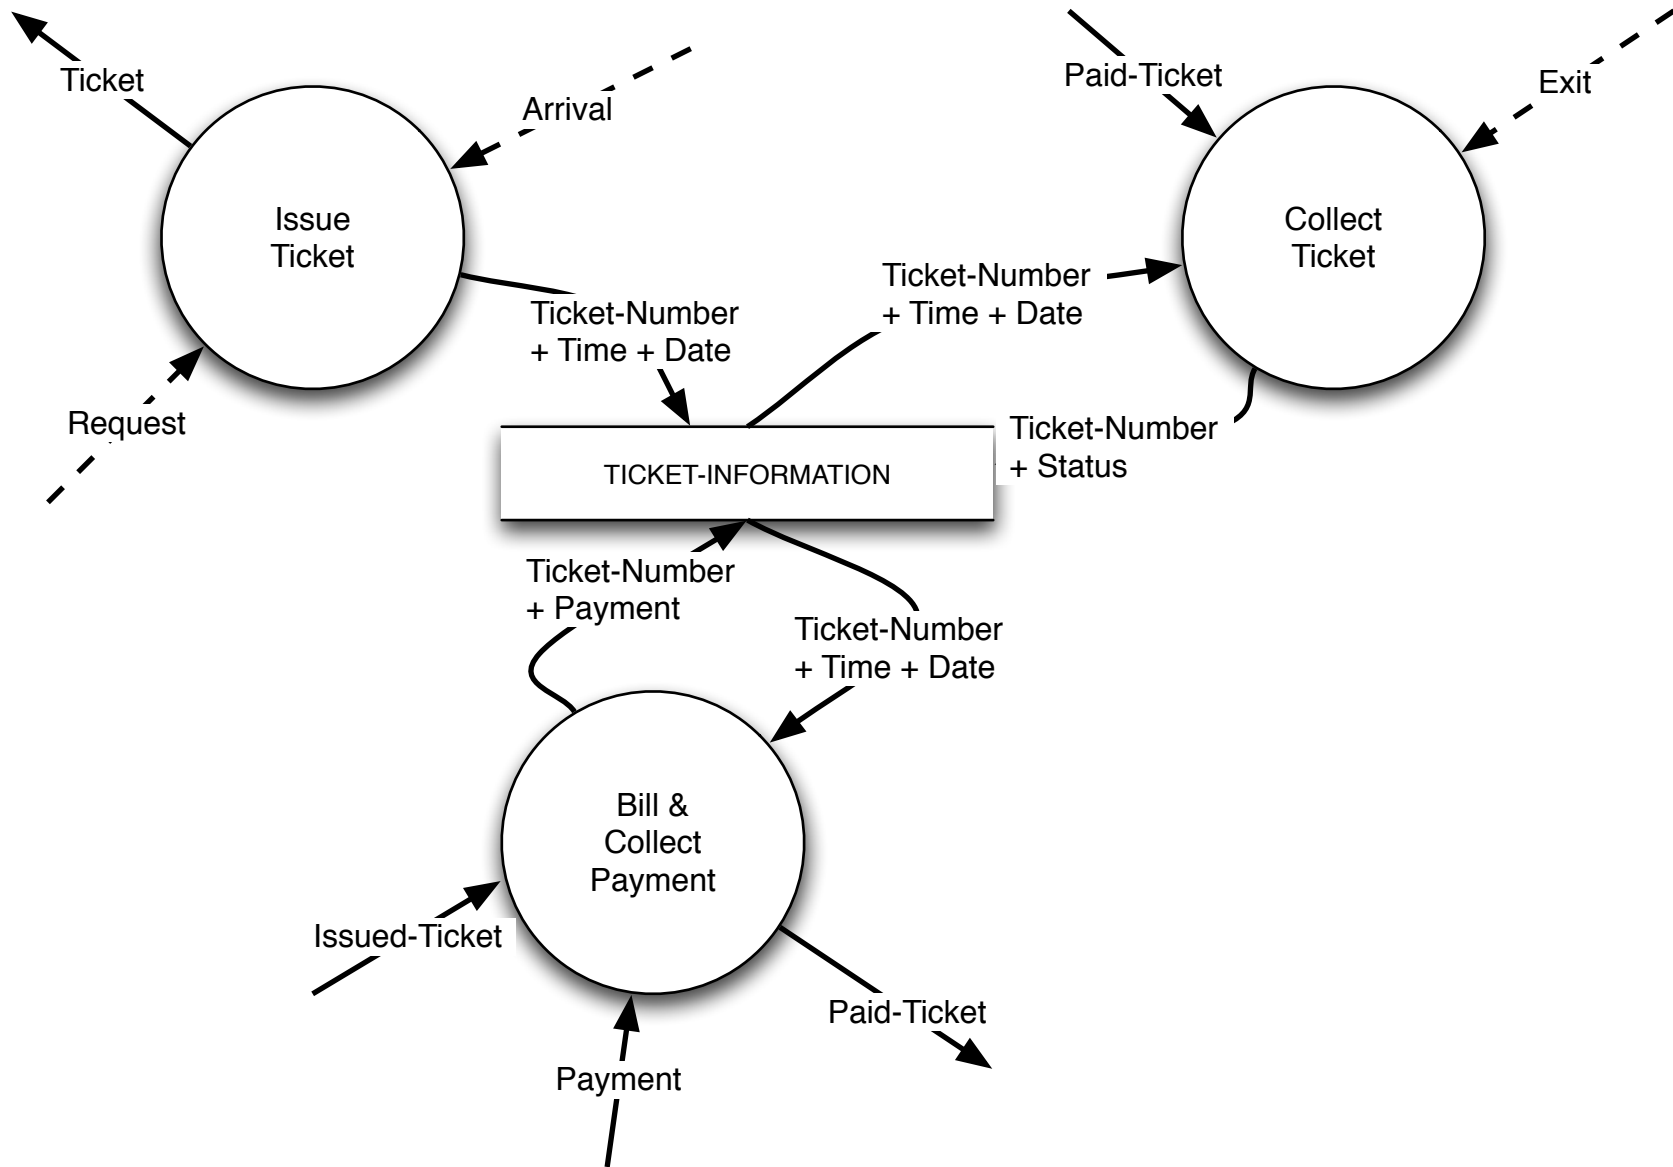 Ticket
Arrival
Issue
Ticket
Request
Ticket-Number
+ Time + Date
Paid-Ticket
Exit
Collect
Ticket
Ticket-Number
+ Time + Date
Ticket-Number
+ Status
TICKET-INFORMATION
Ticket-Number
+ Payment
Ticket-Number
+ Time + Date
Bill &
Collect
Payment
Issued-Ticket
Payment
Paid-Ticket